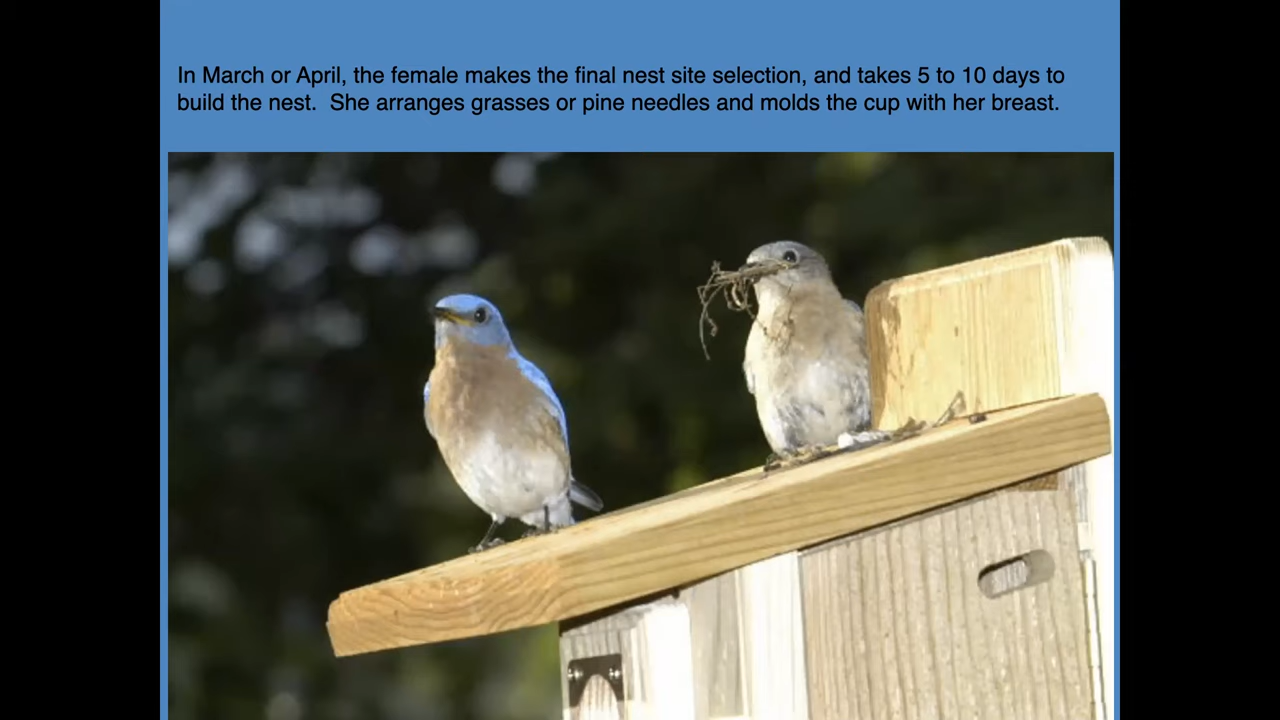 In March or April, the female makes the final nest site selection, and takes 5 to 10 days to
build the nest.  She arranges grasses or pine needles and molds the cup with her breast.